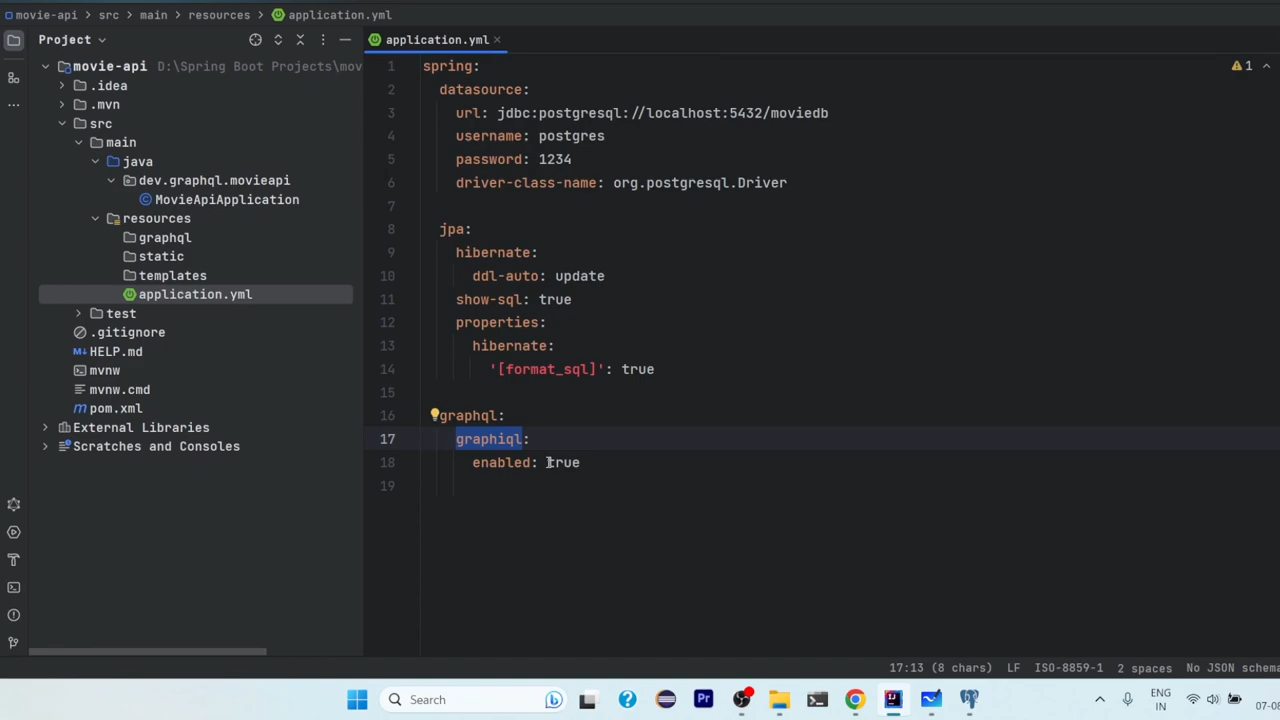 movie-api > src > main > resources > application.yml
Project
application.yml
movie-api D:\Spring Boot Projects\mov
.idea
.mvn
src
main
java
dev.graphql.movieapi
MovieApiApplication
resources
graphql
static
templates
application.yml
test
.gitignore
M↓ HELP.md
mvnw
mvnw.cmd
m pom.xml
External Libraries
Scratches and Consoles
1 spring:
2 datasource:
3 url: jdbc:postgresql://localhost:5432/moviedb
4 username: postgres
5 password: 1234
6 driver-class-name: org.postgresql.Driver
7
8 jpa:
9 hibernate:
10 ddl-auto: update
11 show-sql: true
12 properties:
13 hibernate:
14 '[format_sql]': true
15
16 graphql:
17 graphiql:
18 enabled: true
19
1
17:13 (8 chars) LF ISO-8859-1 2 spaces No JSON schema
Search
Pr
ENG
IN
07-08